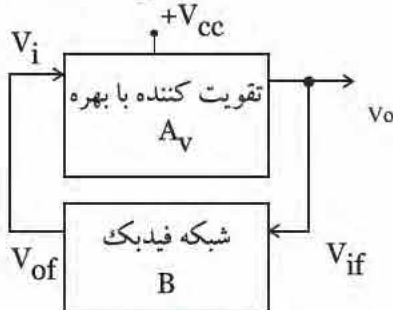 +Vcc
Vi
تقویت کننده با بهره
Av
Vo
شبکه فیدبک
B
Vof
Vif